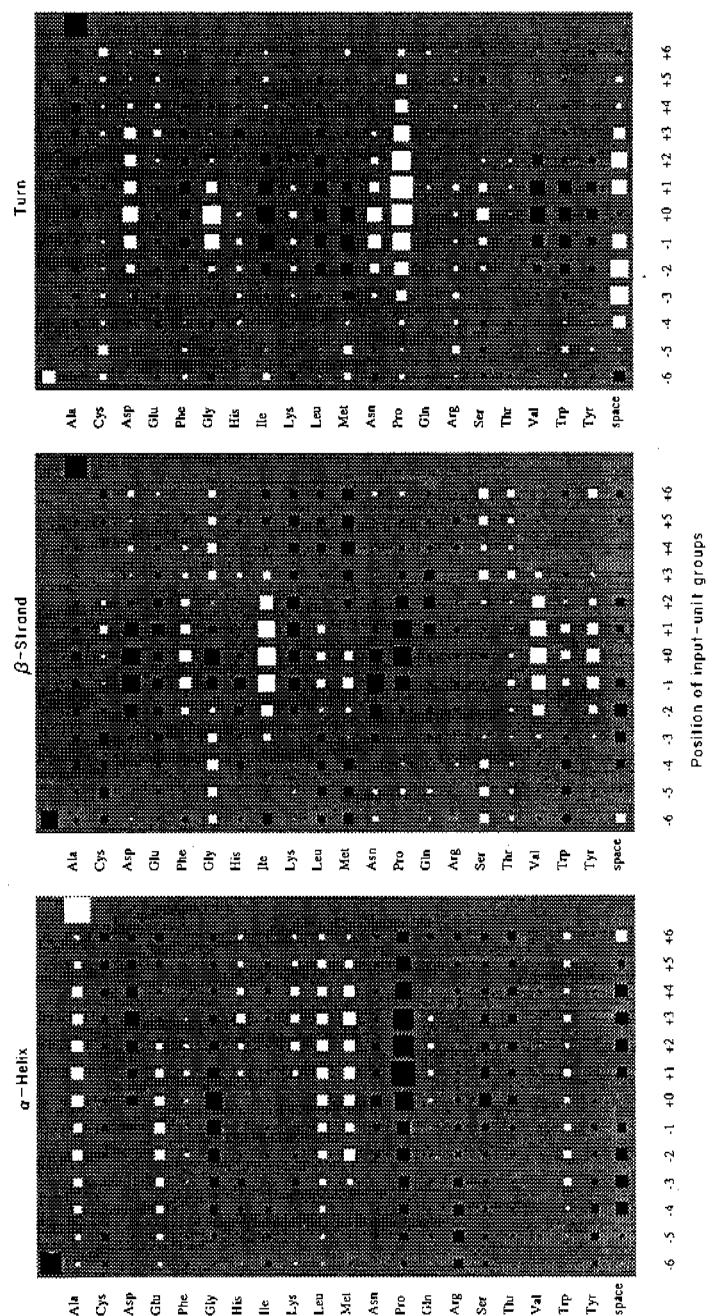 α-Helix
Ala
Cys
Asp
Glu
Phe
Gly
His
Ile
Lys
Leu
Met
Asn
Pro
Gln
Arg
Ser
Thr
Val
Trp
Tyr
space
-6 -5 -4 -3 -2 -1 +0 +1 +2 +3 +4 +5 +6
β-Strand
Ala
Cys
Asp
Glu
Phe
Gly
His
Ile
Lys
Leu
Met
Asn
Pro
Gln
Arg
Ser
Thr
Val
Trp
Tyr
space
-6 -5 -4 -3 -2 -1 +0 +1 +2 +3 +4 +5 +6
Turn
Ala
Cys
Asp
Glu
Phe
Gly
His
Ile
Lys
Leu
Met
Asn
Pro
Gln
Arg
Ser
Thr
Val
Trp
Tyr
space
-6 -5 -4 -3 -2 -1 +0 +1 +2 +3 +4 +5 +6
Position of input-unit groups